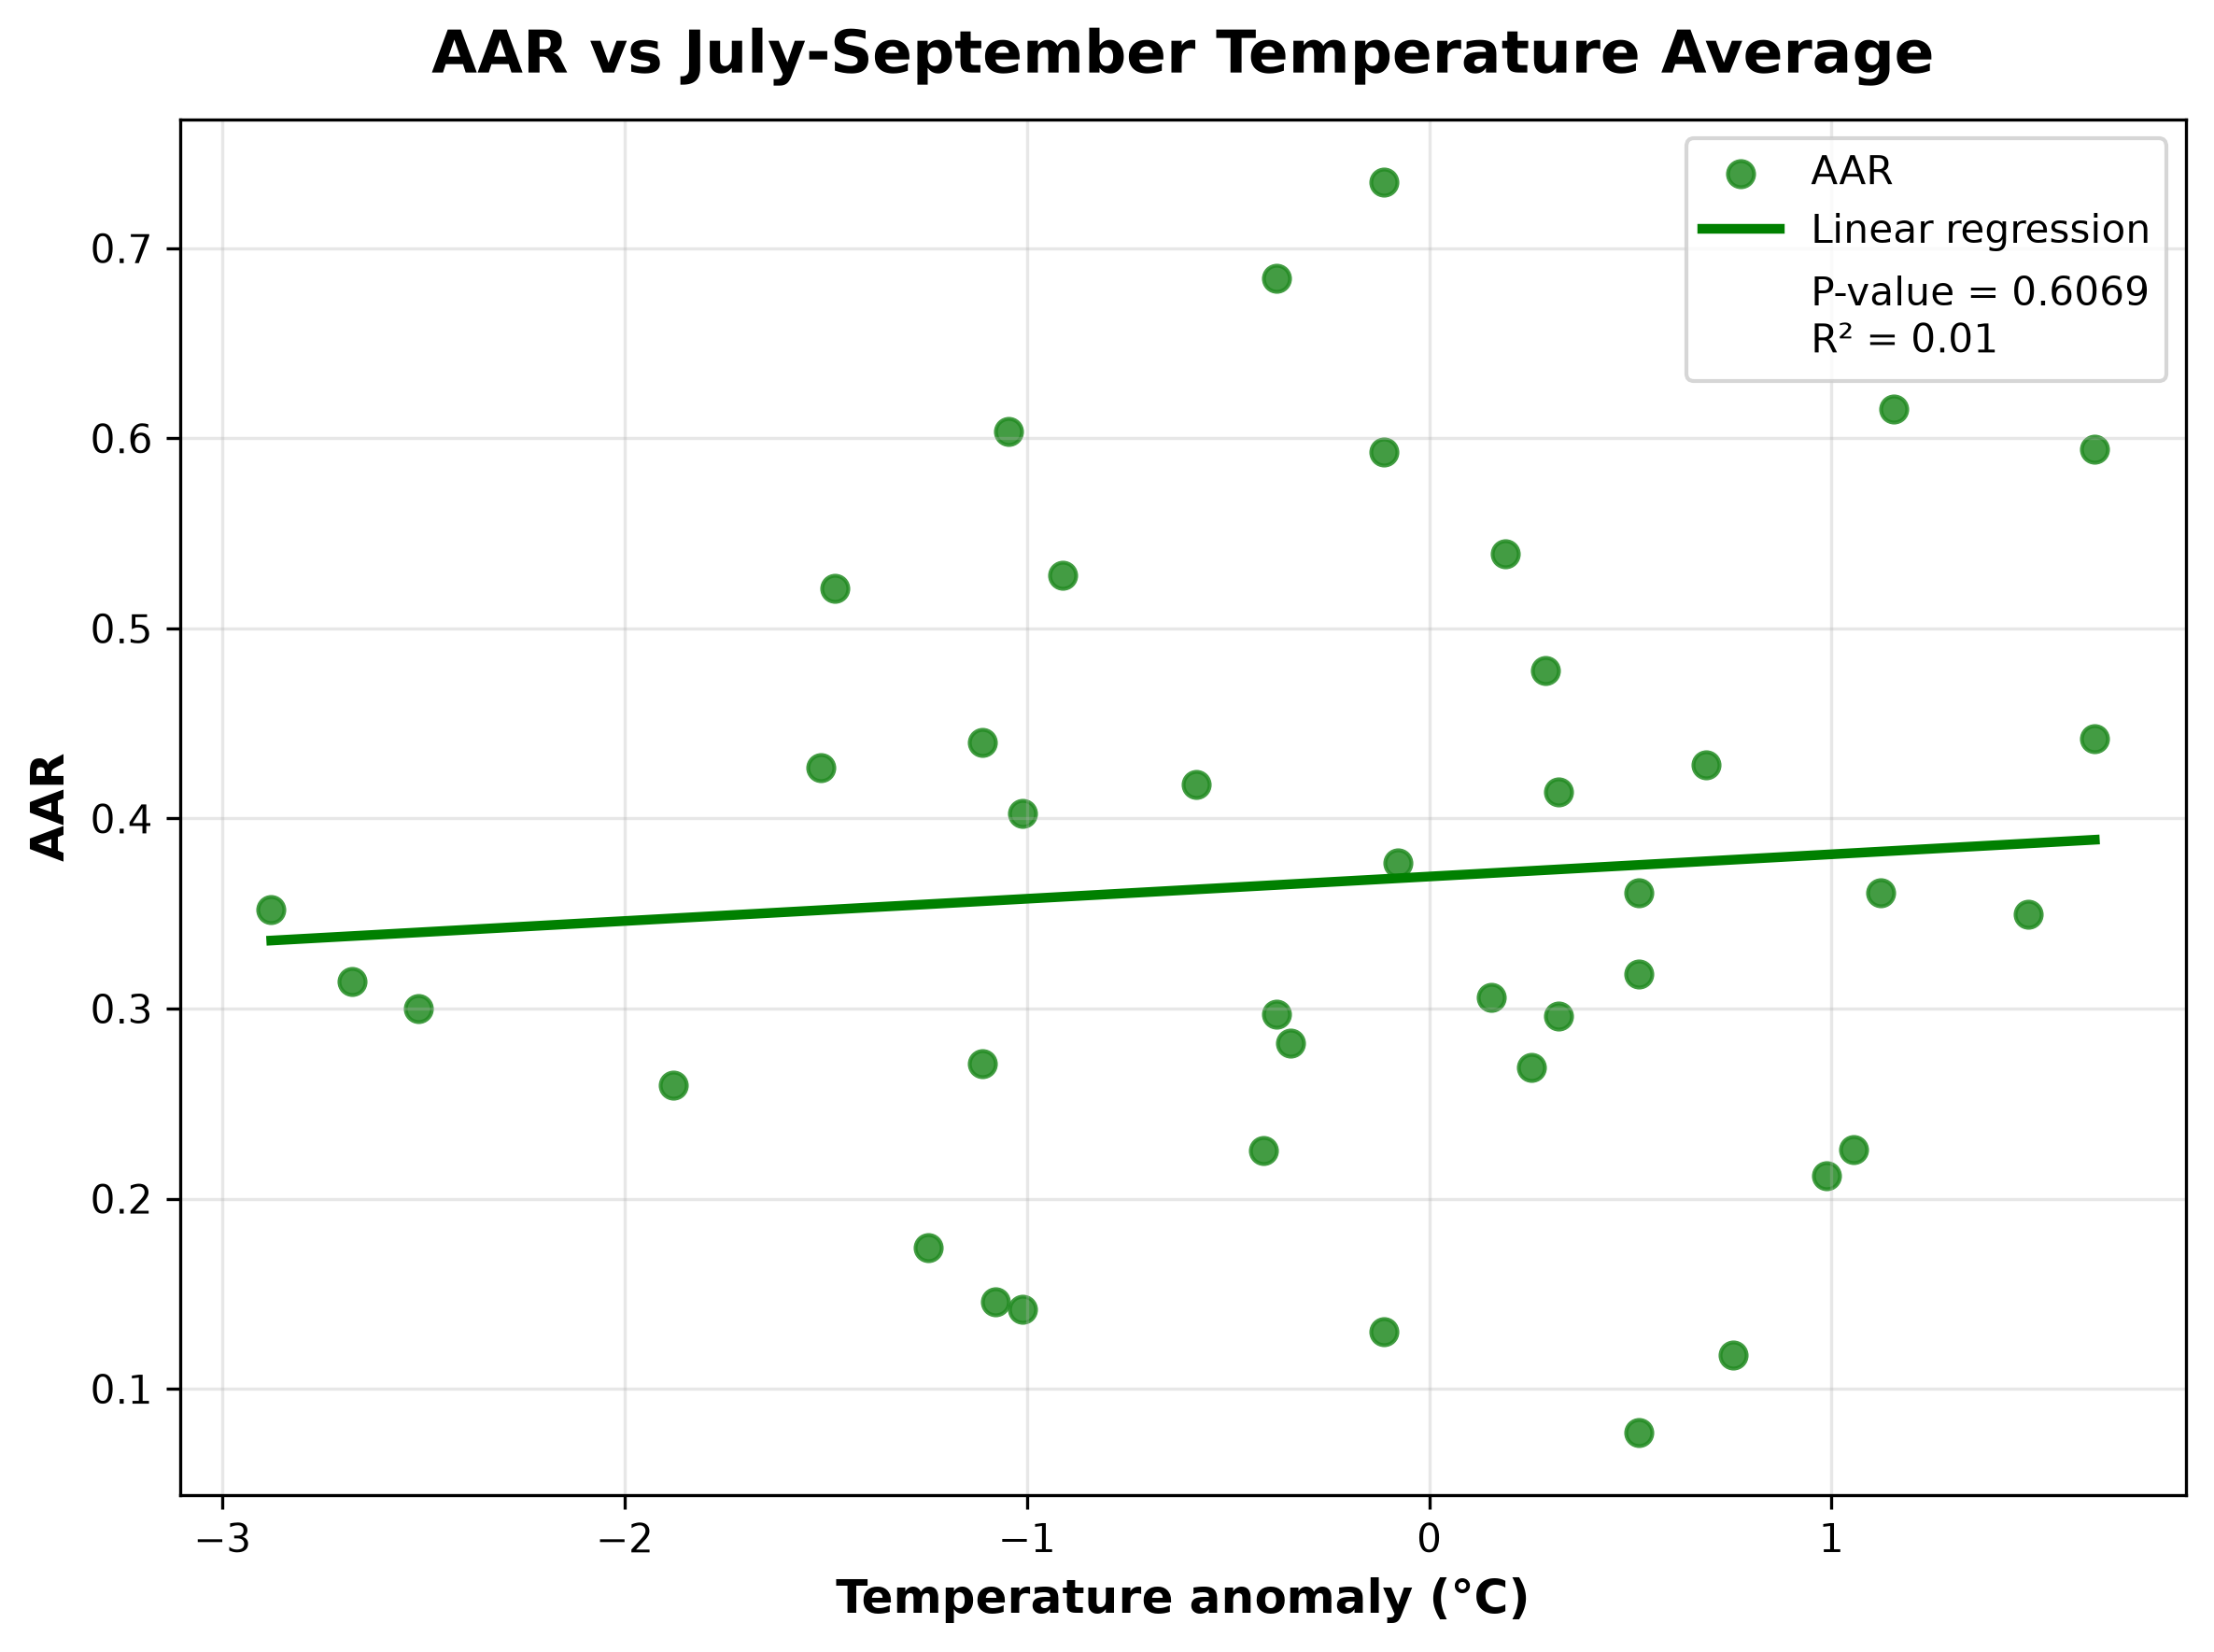 AAR vs July-September Temperature Average
AAR
Linear regression
P-value = 0.6069
R² = 0.01
0.7
0.6
0.5
0.4
0.3
0.2
0.1
AAR
−3
−2
−1
0
1
Temperature anomaly (°C)